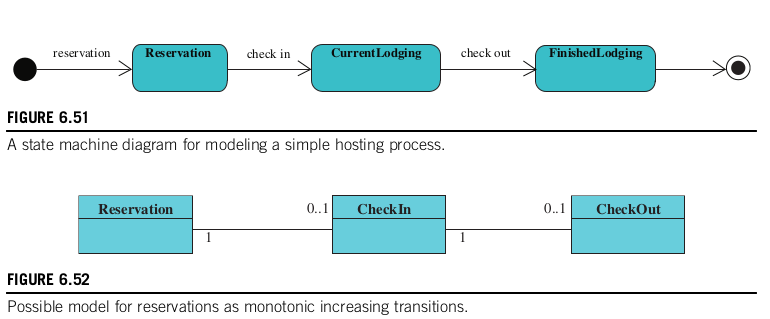 reservation
Reservation
check in
CurrentLodging
check out
FinishedLodging
FIGURE 6.51
A state machine diagram for modeling a simple hosting process.
Reservation
0..1
CheckIn
0..1
CheckOut
1
1
FIGURE 6.52
Possible model for reservations as monotonic increasing transitions.